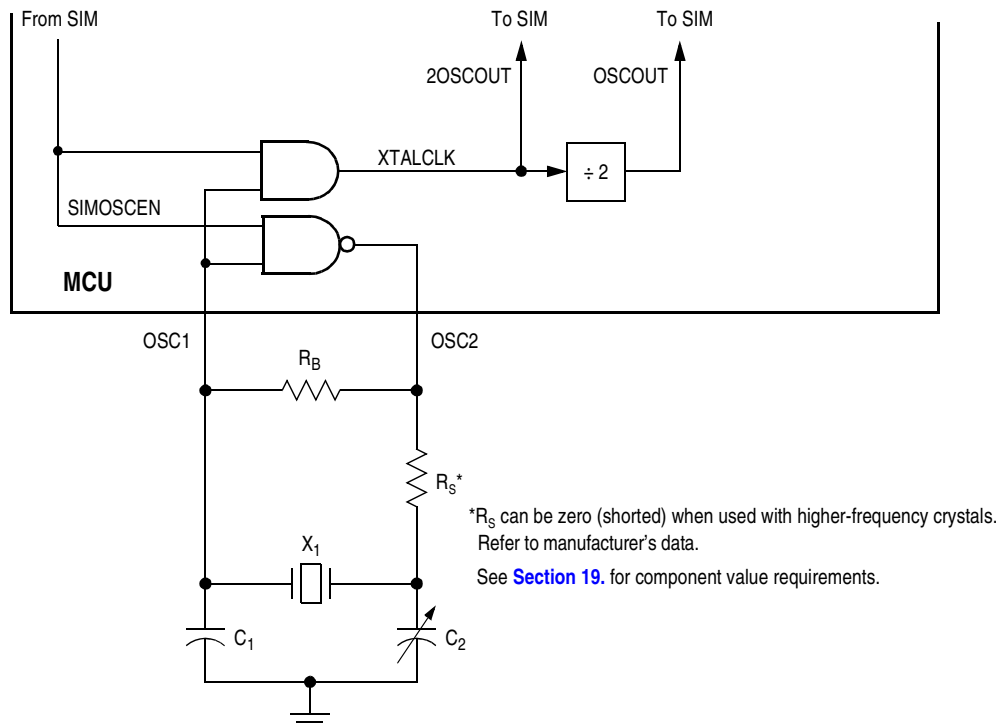 From SIM
To SIM
To SIM
2OSCOUT
OSCOUT
XTALCLK
÷ 2
SIMOSCEN
MCU
OSC1
OSC2
R_B
R_S*
*R_S can be zero (shorted) when used with higher-frequency crystals.
Refer to manufacturer's data.
See Section 19. for component value requirements.
X_1
C_1
C_2